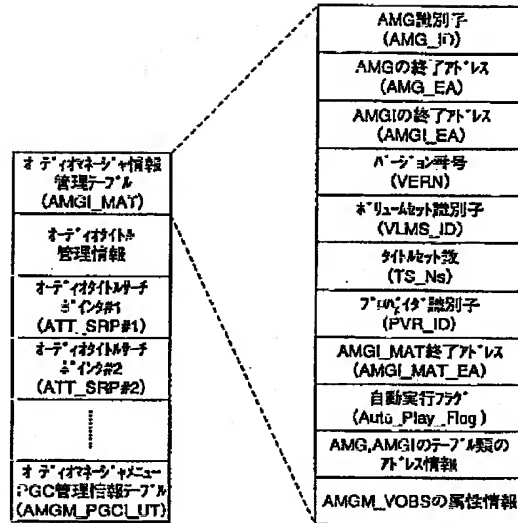 オーディオマネージャ情報
管理テーブル
(AMGI_MAT)
オーディオタイトル
管理情報
オーディオタイトルサーチ
ポインタ#1
(ATT_SRP#1)
オーディオタイトルサーチ
ポインタ#2
(ATT_SRP#2)
オーディオマネージャメニュー
PGC管理情報テーブル
(AMGM_PGCI_UT)
AMG識別子
(AMG_ID)
AMGの終了アドレス
(AMG_EA)
AMGIの終了アドレス
(AMGI_EA)
バージョン番号
(VERN)
ボリュームセット識別子
(VLMS_ID)
タイトルセット数
(TS_Ns)
プロバイダ識別子
(PVR_ID)
AMGI_MAT終了アドレス
(AMGI_MAT_EA)
自動実行フラグ
(Auto_Play_Flag)
AMG,AMGIのテーブル類の
アドレス情報
AMGM_VOBSの属性情報